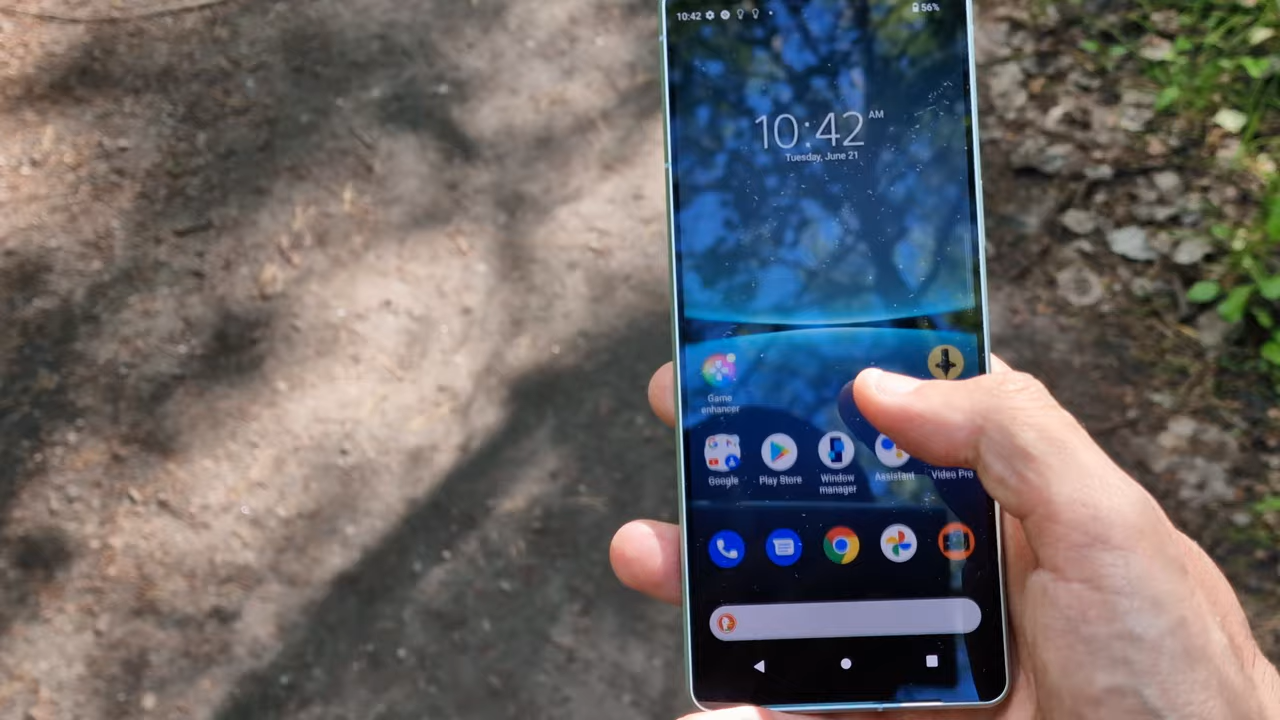 10:42
56%
10:42 AM
Tuesday, June 21
Game
enhancer
Google
Play Store
Window
manager
Assistant
Video Pro